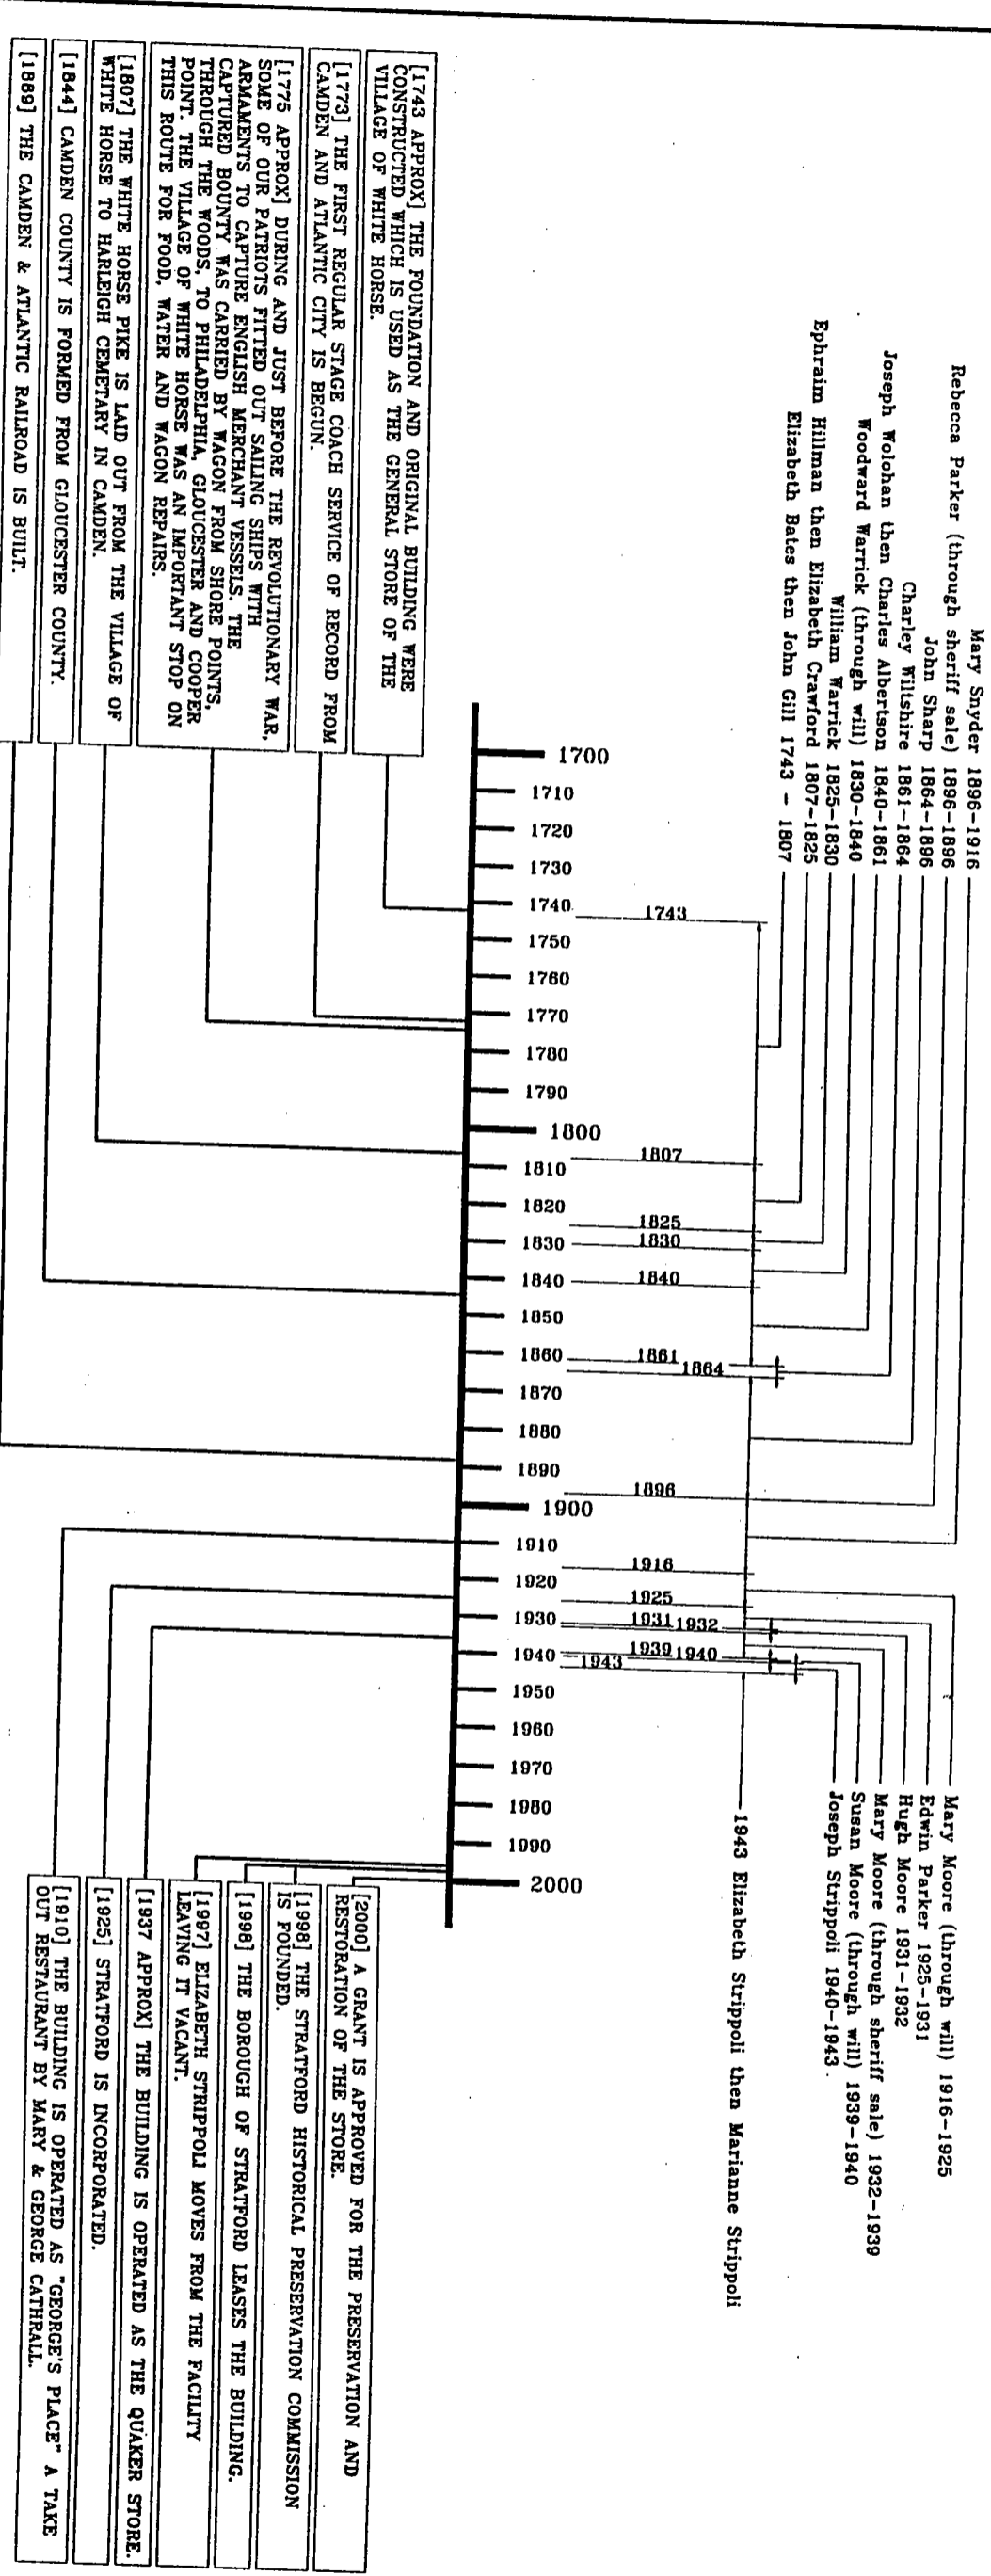 Mary Snyder 1896-1916
Rebecca Parker (through sheriff sale) 1896-1896
John Sharp 1864-1896
Charley Wiltshire 1861-1864
Joseph Wolohan then Charles Albertson 1840-1861
Woodward Warrick (through will) 1830-1840
William Warrick 1825-1830
Ephraim Hillman then Elizabeth Crawford 1807-1825
Elizabeth Bates then John Gill 1743 - 1807
Mary Moore (through will) 1916-1925
Edwin Parker 1925-1931
Hugh Moore 1931-1932
Mary Moore (through sheriff sale) 1932-1939
Susan Moore (through will) 1939-1940
Joseph Strippoli 1940-1943
1943 Elizabeth Strippoli then Marianne Strippoli
1743
1807
1825
1830
1840
1861
1864
1896
1916
1925
1931
1932
1939
1940
1943
1700
1710
1720
1730
1740
1750
1760
1770
1780
1790
1800
1810
1820
1830
1840
1850
1860
1870
1880
1890
1900
1910
1920
1930
1940
1950
1960
1970
1980
1990
2000
[1743 APPROX] THE FOUNDATION AND ORIGINAL BUILDING WERE
CONSTRUCTED WHICH IS USED AS THE GENERAL STORE OF THE
VILLAGE OF WHITE HORSE.
[1773] THE FIRST REGULAR STAGE COACH SERVICE OF RECORD FROM
CAMDEN AND ATLANTIC CITY IS BEGUN.
[1775 APPROX] DURING AND JUST BEFORE THE REVOLUTIONARY WAR,
SOME OF OUR PATRIOTS FITTED OUT SAILING SHIPS WITH
ARMAMENTS TO CAPTURE ENGLISH MERCHANT VESSELS. THE
CAPTURED BOUNTY WAS CARRIED BY WAGON FROM SHORE POINTS,
THROUGH THE WOODS, TO PHILADELPHIA, GLOUCESTER AND COOPER
POINT. THE VILLAGE OF WHITE HORSE WAS AN IMPORTANT STOP ON
THIS ROUTE FOR FOOD, WATER AND WAGON REPAIRS.
[1807] THE WHITE HORSE PIKE IS LAID OUT FROM THE VILLAGE OF
WHITE HORSE TO HARLEIGH CEMETARY IN CAMDEN.
[1844] CAMDEN COUNTY IS FORMED FROM GLOUCESTER COUNTY.
[1889] THE CAMDEN & ATLANTIC RAILROAD IS BUILT.
[2000] A GRANT IS APPROVED FOR THE PRESERVATION AND
RESTORATION OF THE STORE.
[1998] THE STRATFORD HISTORICAL PRESERVATION COMMISSION
IS FOUNDED.
[1998] THE BOROUGH OF STRATFORD LEASES THE BUILDING.
[1997] ELIZABETH STRIPPOLI MOVES FROM THE FACILITY
LEAVING IT VACANT.
[1937 APPROX] THE BUILDING IS OPERATED AS THE QUAKER STORE.
[1925] STRATFORD IS INCORPORATED.
[1910] THE BUILDING IS OPERATED AS "GEORGE'S PLACE" A TAKE
OUT RESTAURANT BY MARY & GEORGE CATHRALL.